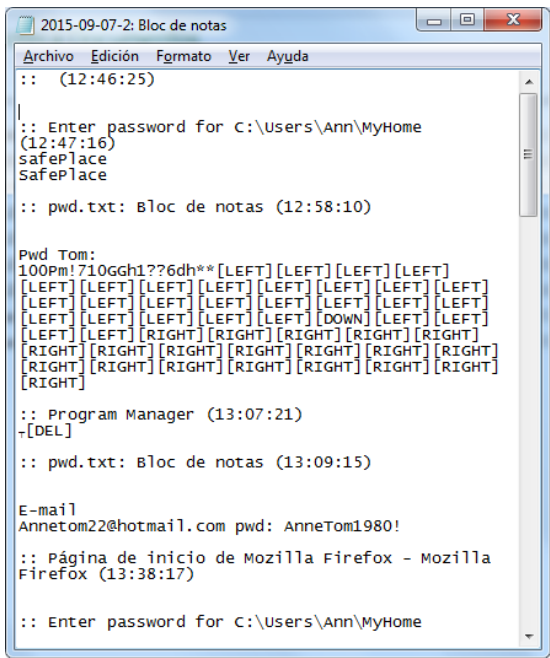 2015-09-07-2: Bloc de notas
Archivo Edición Formato Ver Ayuda
:: (12:46:25)
:: Enter password for C:\Users\Ann\MyHome
(12:47:16)
safePlace
SafePlace
:: pwd.txt: Bloc de notas (12:58:10)
Pwd Tom:
100Pm!710GGh1??6dh**[LEFT][LEFT][LEFT][LEFT]
[LEFT][LEFT][LEFT][LEFT][LEFT][LEFT][LEFT][LEFT]
[LEFT][LEFT][LEFT][LEFT][LEFT][LEFT][LEFT][LEFT]
[LEFT][LEFT][LEFT][LEFT][LEFT][DOWN][LEFT][LEFT]
[LEFT][LEFT][RIGHT][RIGHT][RIGHT][RIGHT][RIGHT]
[RIGHT][RIGHT][RIGHT][RIGHT][RIGHT][RIGHT][RIGHT]
[RIGHT][RIGHT][RIGHT][RIGHT][RIGHT][RIGHT][RIGHT]
[RIGHT]
:: Program Manager (13:07:21)
┬[DEL]
:: pwd.txt: Bloc de notas (13:09:15)
E-mail
Annetom22@hotmail.com pwd: AnneTom1980!
:: Página de inicio de Mozilla Firefox - Mozilla
Firefox (13:38:17)
:: Enter password for C:\Users\Ann\MyHome